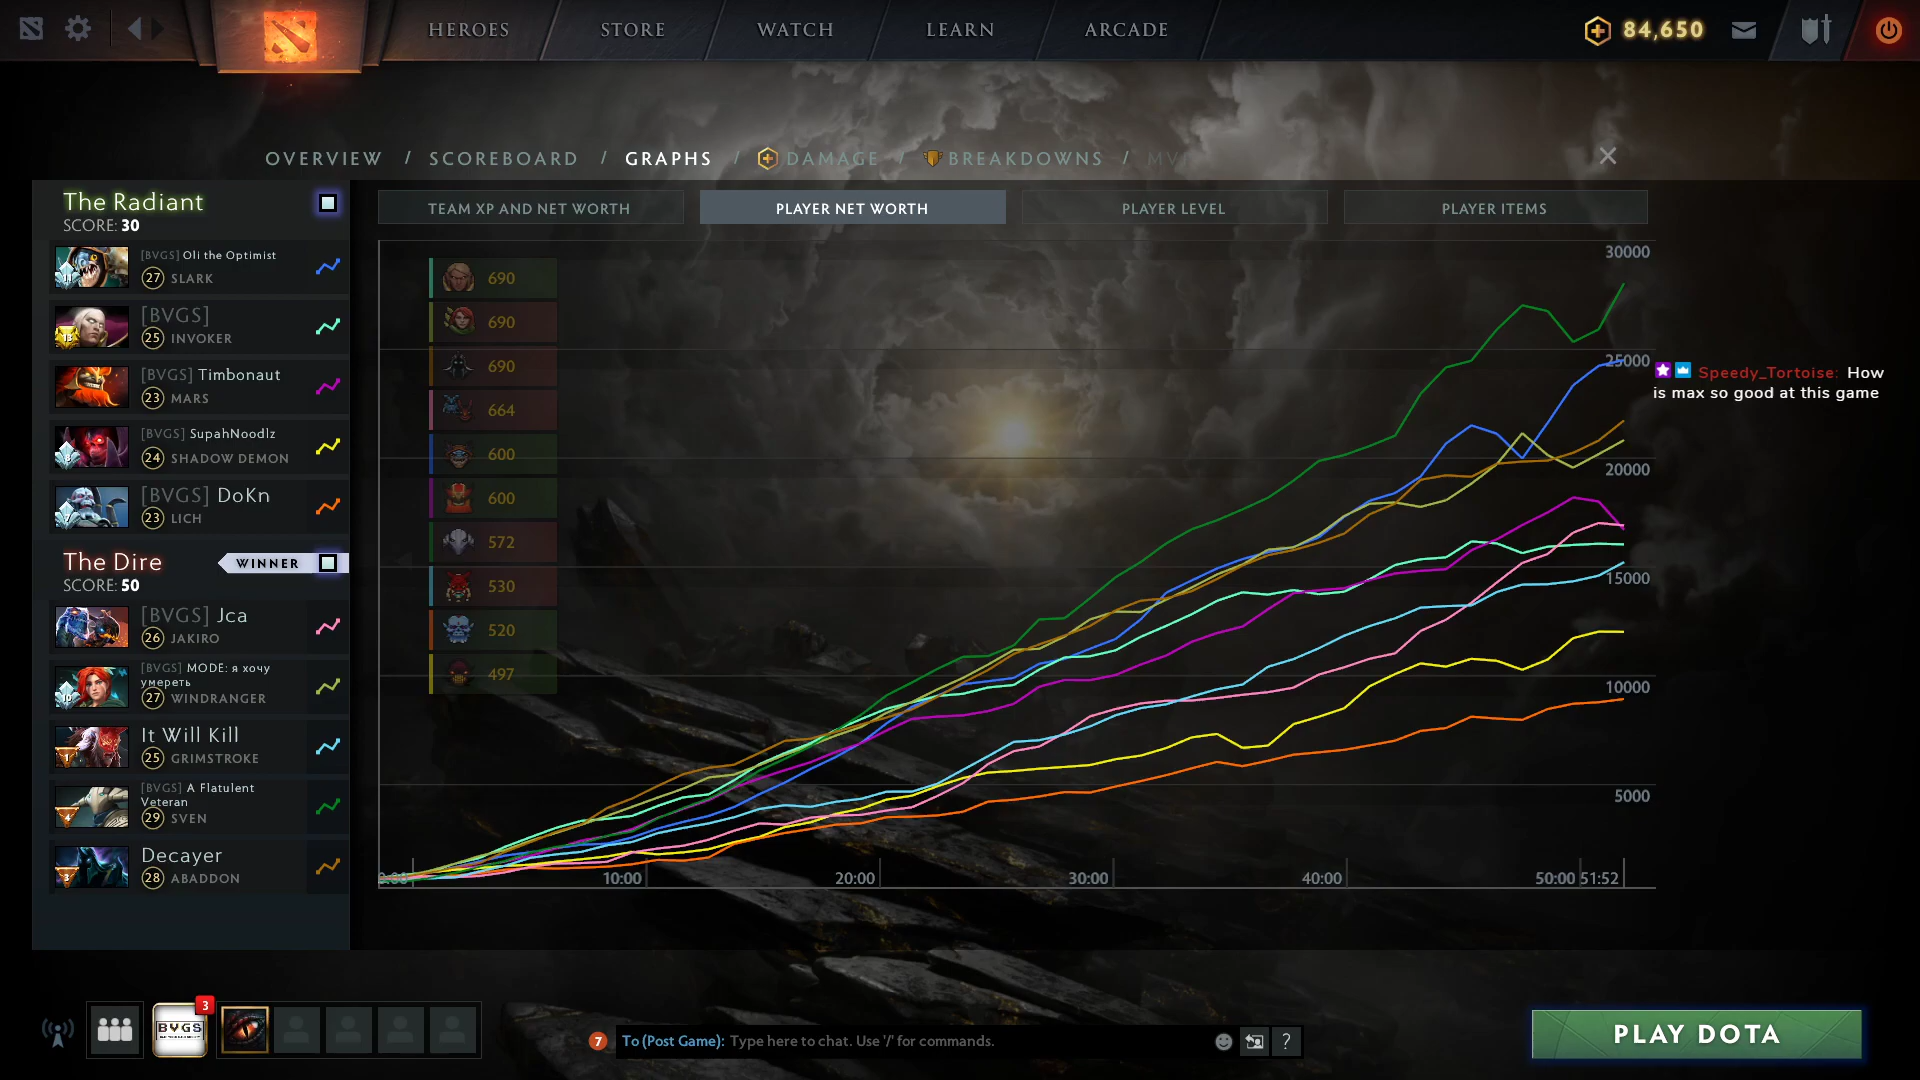 HEROES
STORE
WATCH
LEARN
ARCADE
84,650
OVERVIEW / SCOREBOARD / GRAPHS / DAMAGE / BREAKDOWNS /
The Radiant
SCORE: 30
[BVGS] Oli the Optimist
27 SLARK
[BVGS]
25 INVOKER
[BVGS] Timbonaut
23 MARS
[BVGS] SupahNoodlz
24 SHADOW DEMON
[BVGS] DoKn
23 LICH
The Dire
WINNER
SCORE: 50
[BVGS] Jca
26 JAKIRO
[BVGS] MODE: я хочу
умереть
27 WINDRANGER
It Will Kill
25 GRIMSTROKE
[BVGS] A Flatulent
Veteran
29 SVEN
Decayer
28 ABADDON
TEAM XP AND NET WORTH
PLAYER NET WORTH
PLAYER LEVEL
PLAYER ITEMS
690
690
690
664
600
600
572
530
520
497
30000
25000
20000
15000
10000
5000
10:00
20:00
30:00
40:00
50:00
51:52
Speedy_Tortoise: How
is max so good at this game
BVGS
3
7
To (Post Game): Type here to chat. Use '/' for commands.
?
PLAY DOTA